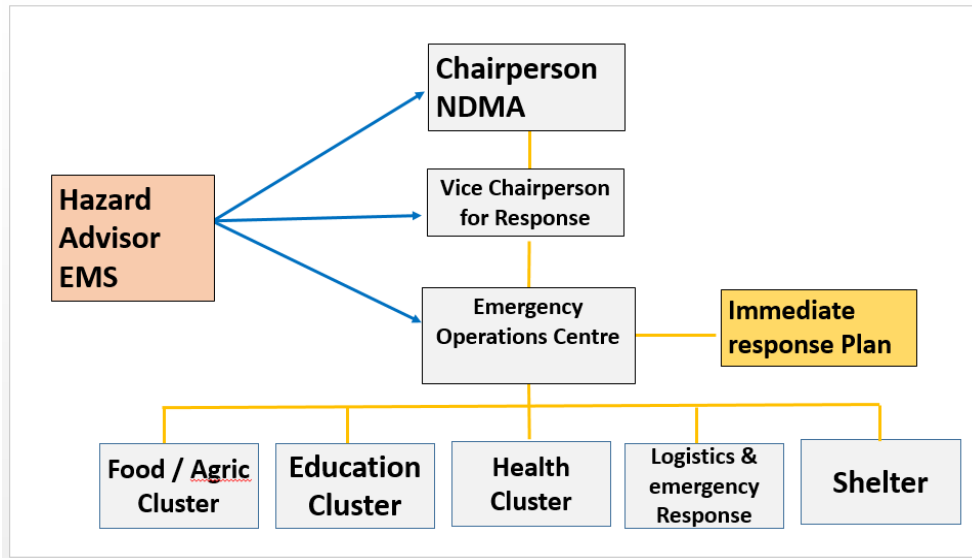 Chairperson
NDMA
Hazard
Advisor
EMS
Vice Chairperson
for Response
Emergency
Operations Centre
Immediate
response Plan
Food / Agric
Cluster
Education
Cluster
Health
Cluster
Logistics &
emergency
Response
Shelter